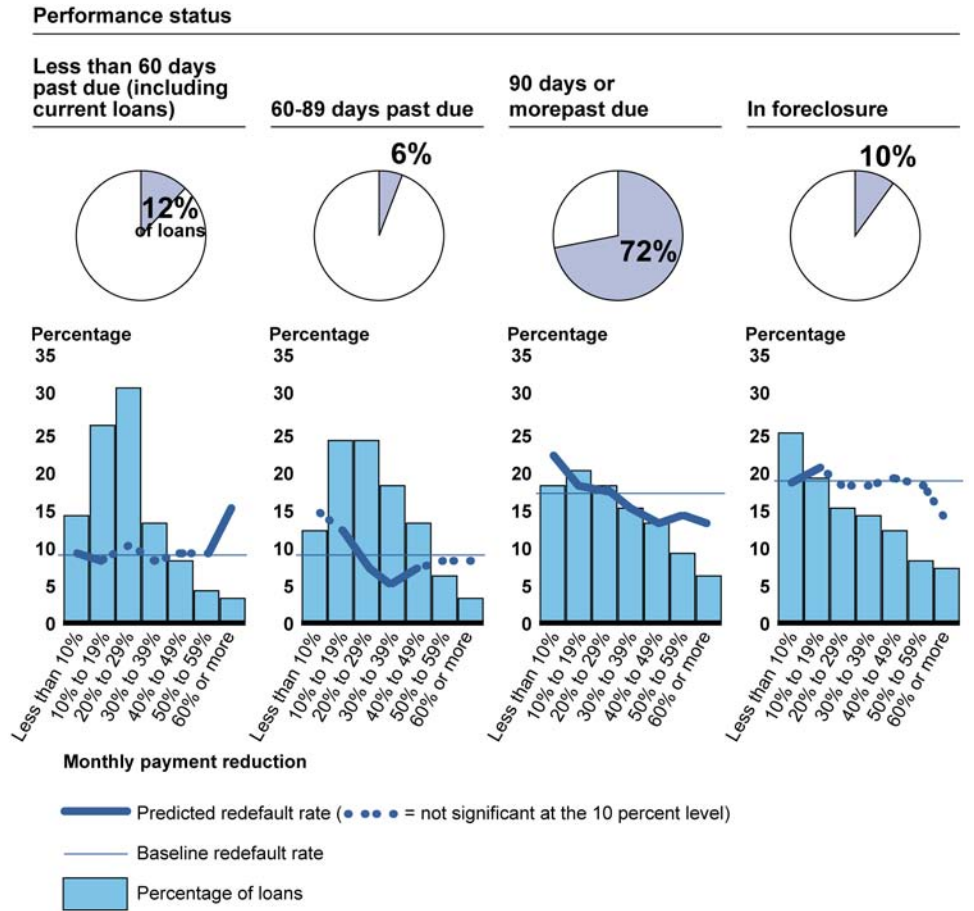 Performance status
Less than 60 days
past due (including
current loans)
60-89 days past due
90 days or
morepast due
In foreclosure
12%
of loans
6%
72%
10%
Percentage
35
30
25
20
15
10
5
0
Less than 10%
10% to 19%
20% to 29%
30% to 39%
40% to 49%
50% to 59%
60% or more
Percentage
35
30
25
20
15
10
5
0
Less than 10%
10% to 19%
20% to 29%
30% to 39%
40% to 49%
50% to 59%
60% or more
Percentage
35
30
25
20
15
10
5
0
Less than 10%
10% to 19%
20% to 29%
30% to 39%
40% to 49%
50% to 59%
60% or more
Percentage
35
30
25
20
15
10
5
0
Less than 10%
10% to 19%
20% to 29%
30% to 39%
40% to 49%
50% to 59%
60% or more
Monthly payment reduction
Predicted redefault rate ( = not significant at the 10 percent level)
Baseline redefault rate
Percentage of loans